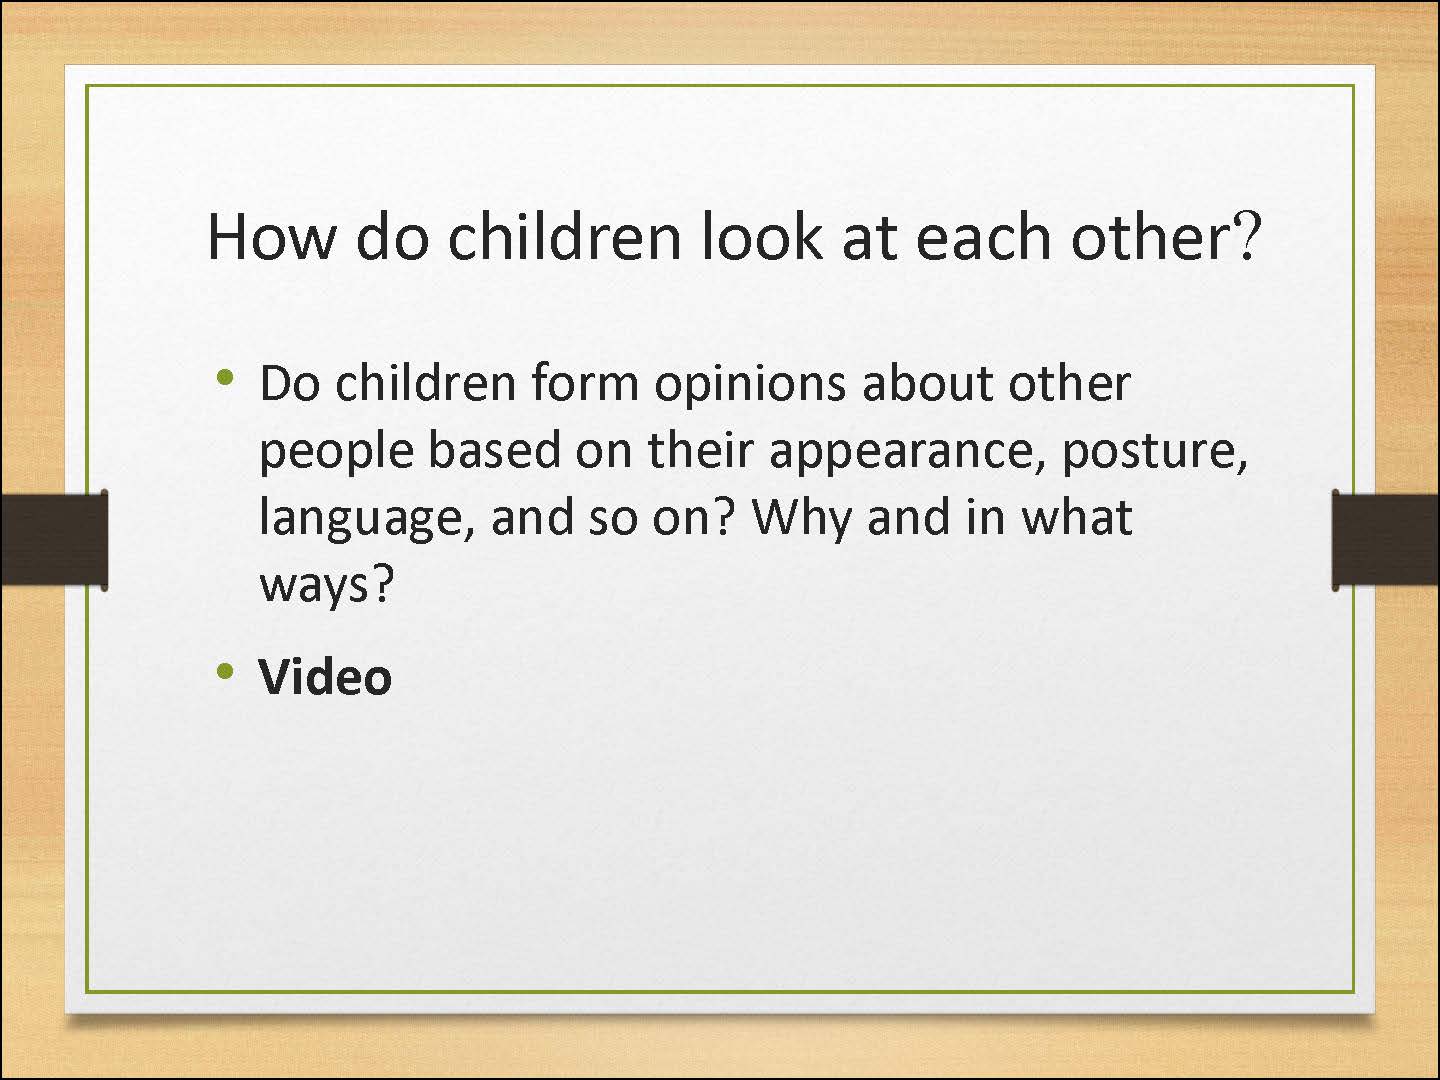 How do children look at each other?
• Do children form opinions about other
people based on their appearance, posture,
language, and so on? Why and in what
ways?
• Video